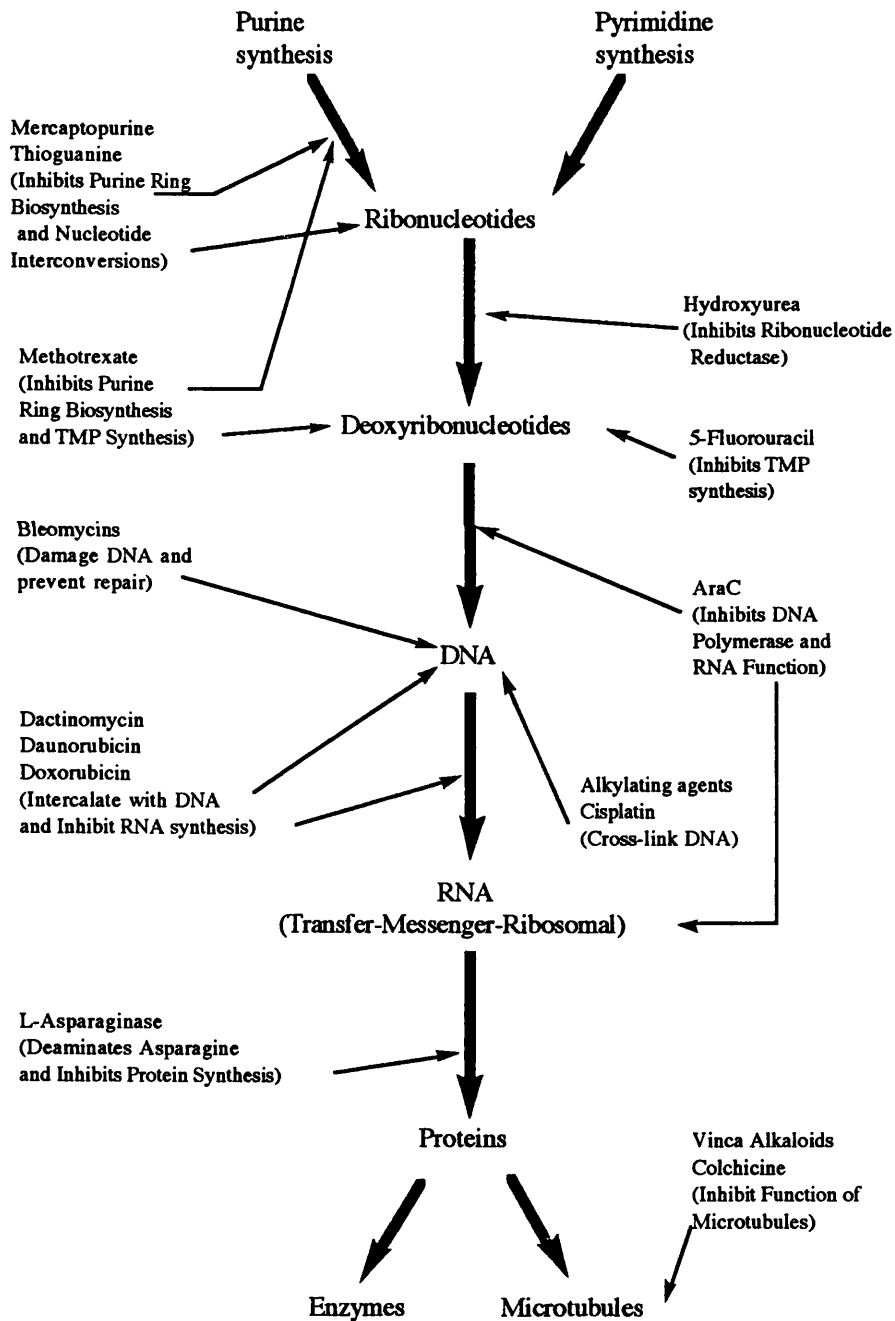 Purine
synthesis
Pyrimidine
synthesis
Mercaptopurine
Thioguanine
(Inhibits Purine Ring
Biosynthesis
and Nucleotide
Interconversions)
Ribonucleotides
Hydroxyurea
(Inhibits Ribonucleotide
Reductase)
Methotrexate
(Inhibits Purine
Ring Biosynthesis
and TMP Synthesis)
Deoxyribonucleotides
5-Fluorouracil
(Inhibits TMP
synthesis)
Bleomycins
(Damage DNA and
prevent repair)
AraC
(Inhibits DNA
Polymerase and
RNA Function)
DNA
Dactinomycin
Daunorubicin
Doxorubicin
(Intercalate with DNA
and Inhibit RNA synthesis)
Alkylating agents
Cisplatin
(Cross-link DNA)
RNA
(Transfer-Messenger-Ribosomal)
L-Asparaginase
(Deaminates Asparagine
and Inhibits Protein Synthesis)
Proteins
Vinca Alkaloids
Colchicine
(Inhibit Function of
Microtubules)
Enzymes
Microtubules